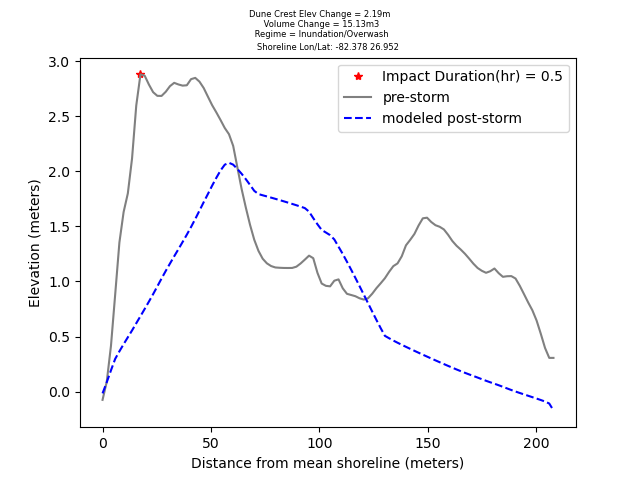 Dune Crest Elev Change = 2.19m
Volume Change = 15.13m3
Regime = Inundation/Overwash
Shoreline Lon/Lat: -82.378 26.952
Impact Duration(hr) = 0.5
pre-storm
modeled post-storm
Elevation (meters)
3.0
2.5
2.0
1.5
1.0
0.5
0.0
0 50 100 150 200
Distance from mean shoreline (meters)